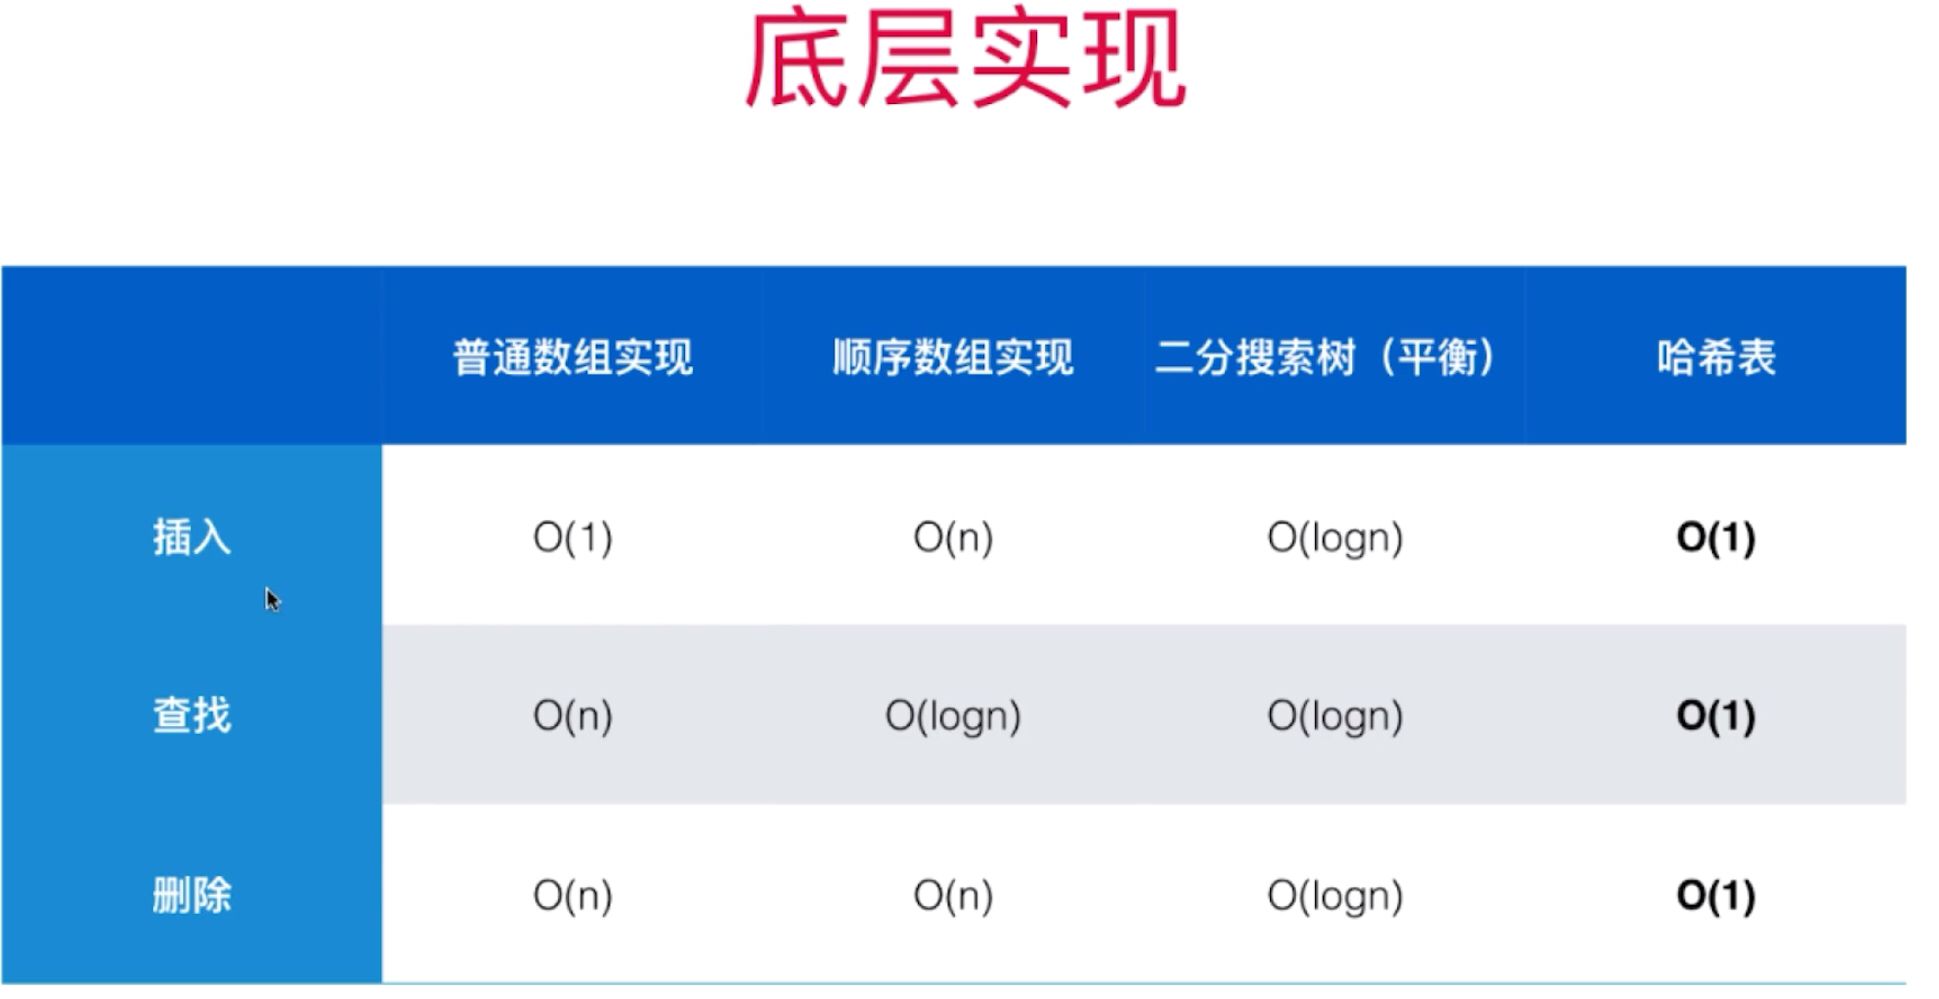 底层实现
普通数组实现 顺序数组实现 二分搜索树（平衡） 哈希表
插入 O(1) O(n) O(logn) O(1)
查找 O(n) O(logn) O(logn) O(1)
删除 O(n) O(n) O(logn) O(1)